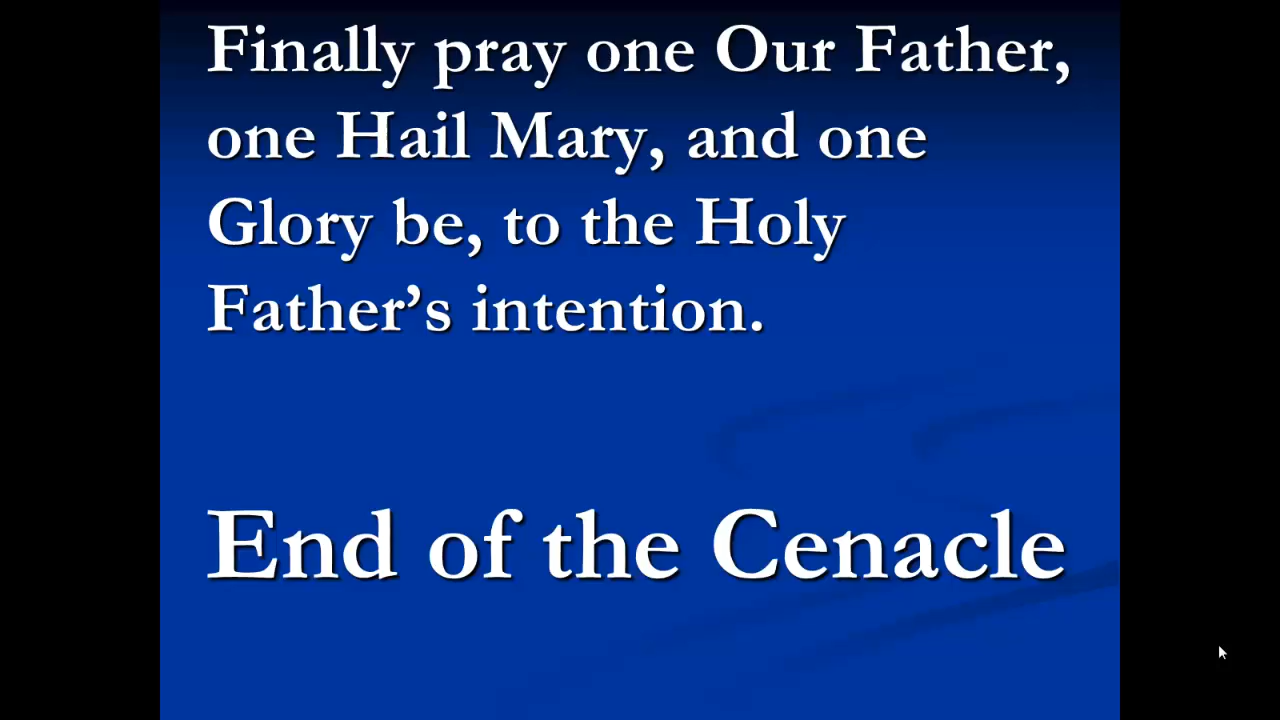 Finally pray one Our Father,
one Hail Mary, and one
Glory be, to the Holy
Father’s intention.
End of the Cenacle